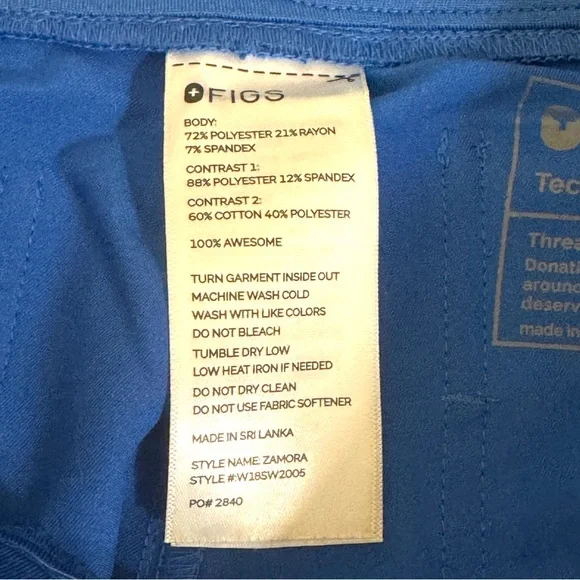 FIGS
BODY:
72% POLYESTER 21% RAYON
7% SPANDEX
CONTRAST 1:
88% POLYESTER 12% SPANDEX
CONTRAST 2:
60% COTTON 40% POLYESTER
100% AWESOME
TURN GARMENT INSIDE OUT
MACHINE WASH COLD
WASH WITH LIKE COLORS
DO NOT BLEACH
TUMBLE DRY LOW
LOW HEAT IRON IF NEEDED
DO NOT DRY CLEAN
DO NOT USE FABRIC SOFTENER
MADE IN SRI LANKA
STYLE NAME: ZAMORA
STYLE #:W18SW2005
PO# 2840
Tec
Thre
Donati
around
deserv
made in